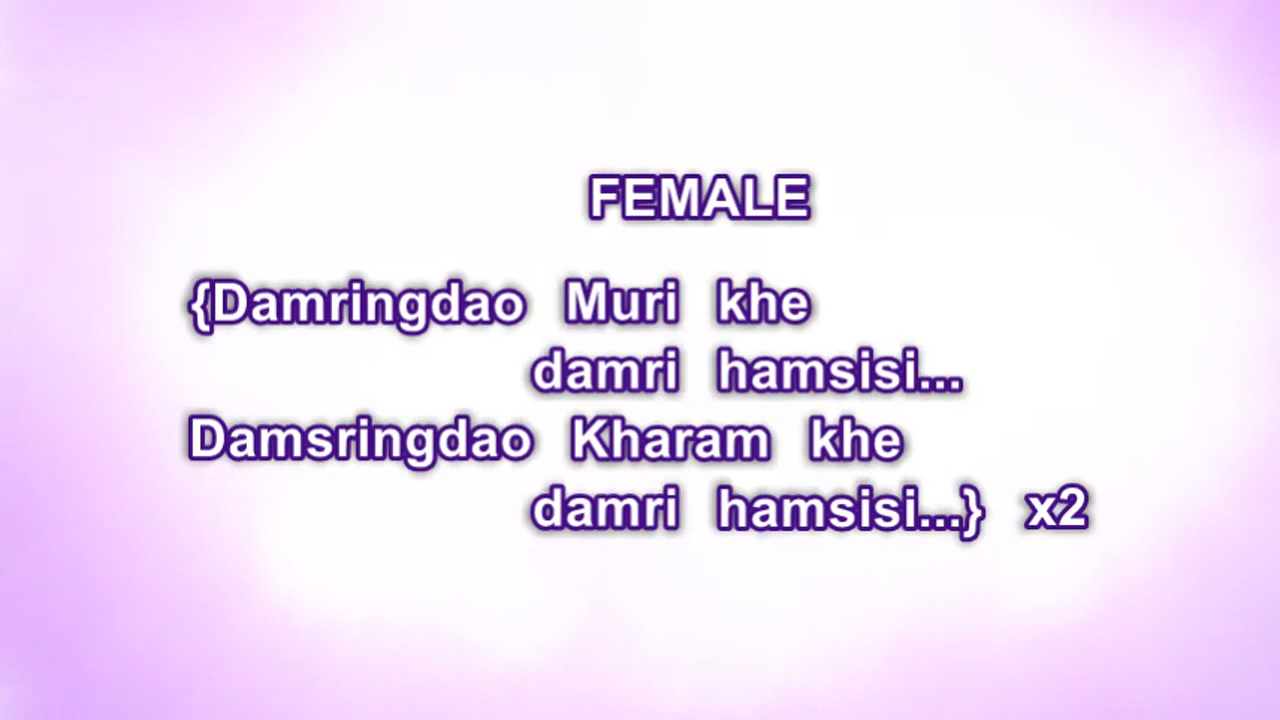 FEMALE
{Damringdao Muri khe
damri hamsisi...
Damsringdao Kharam khe
damri hamsisi...} x2